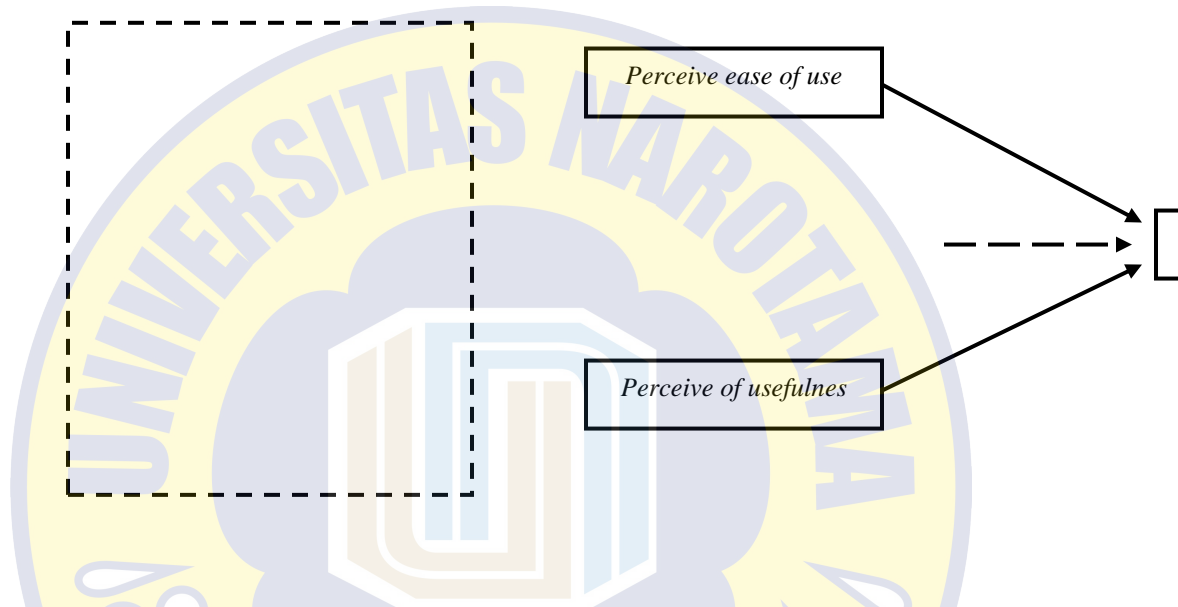 UNIVERSITAS NAROTAMA
Perceive ease of use
Perceive of usefulnes